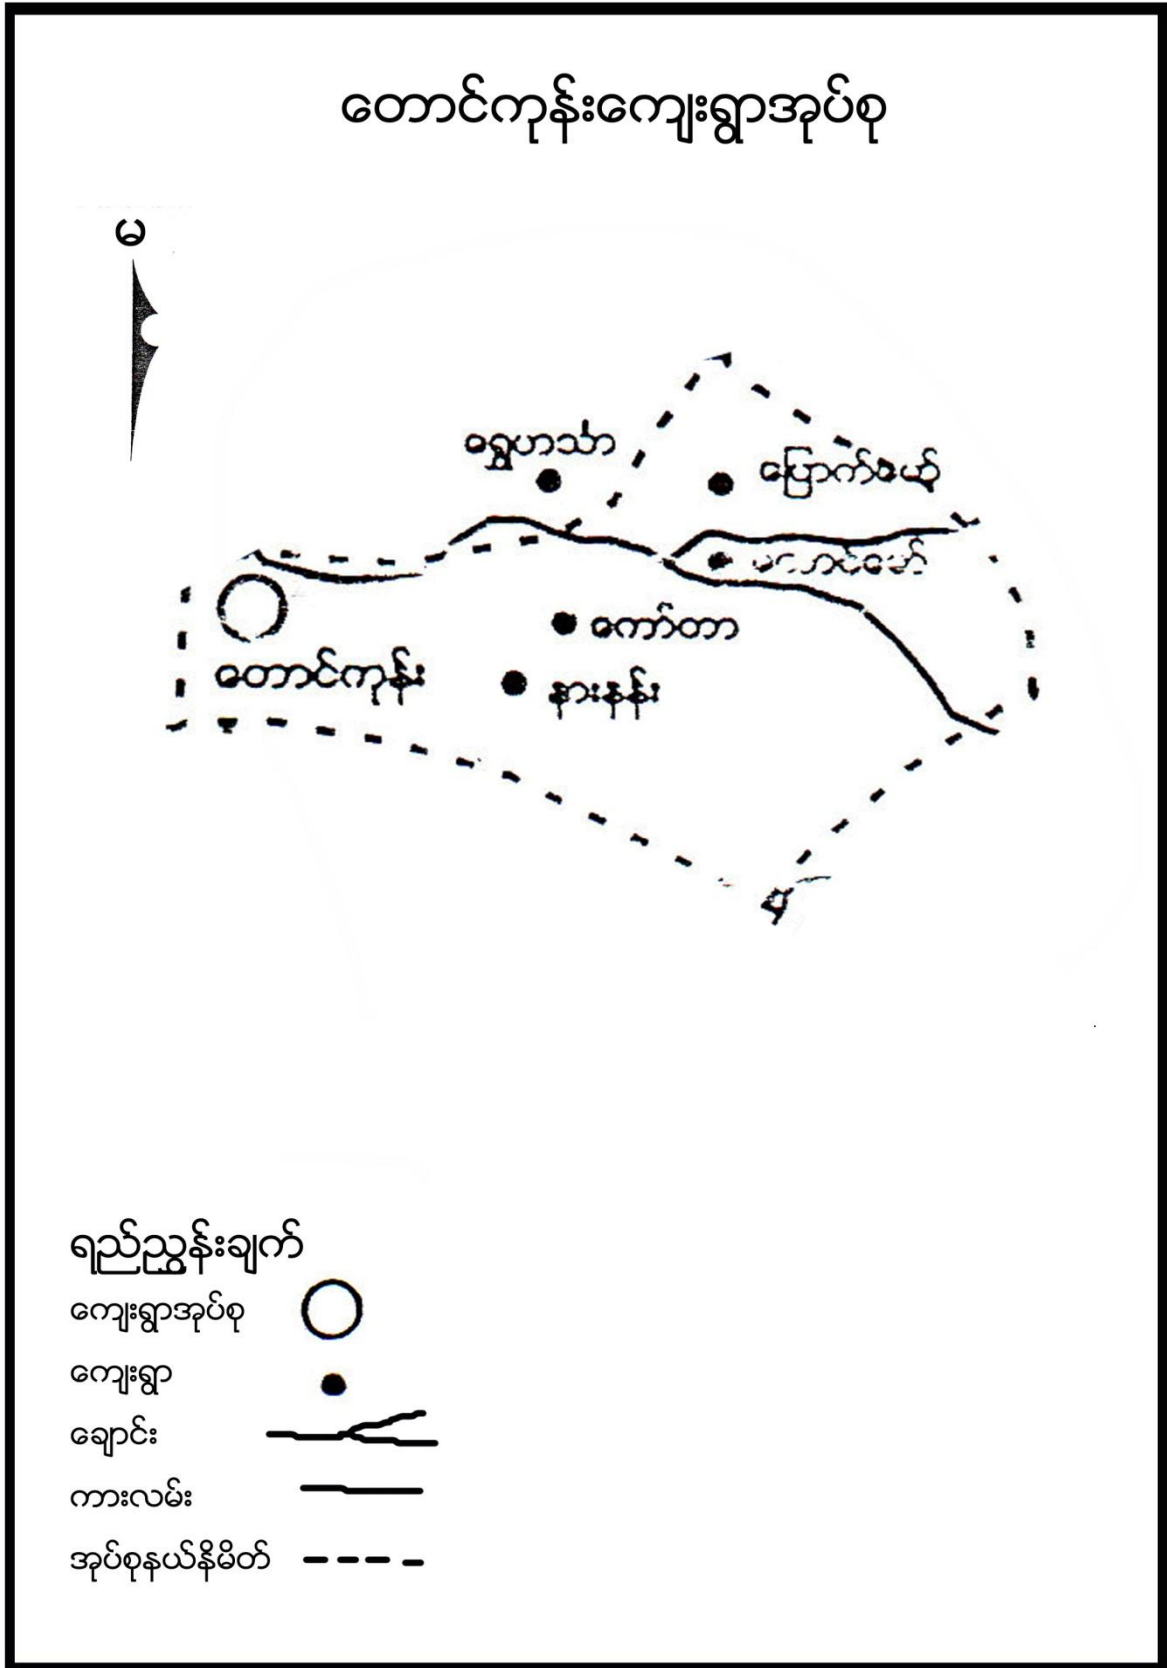 တောင်ကုန်းကျေးရွာအုပ်စု
မ
ရွှေဟသင်္ာ
ပြောက်ဖော့်
ကော်တာ
တောင်ကုန်း
နားနန်း
ရည်ညွှန်းချက်
ကျေးရွာအုပ်စု
ကျေးရွာ
ချောင်း
ကားလမ်း
အုပ်စုနယ်နိမိတ်